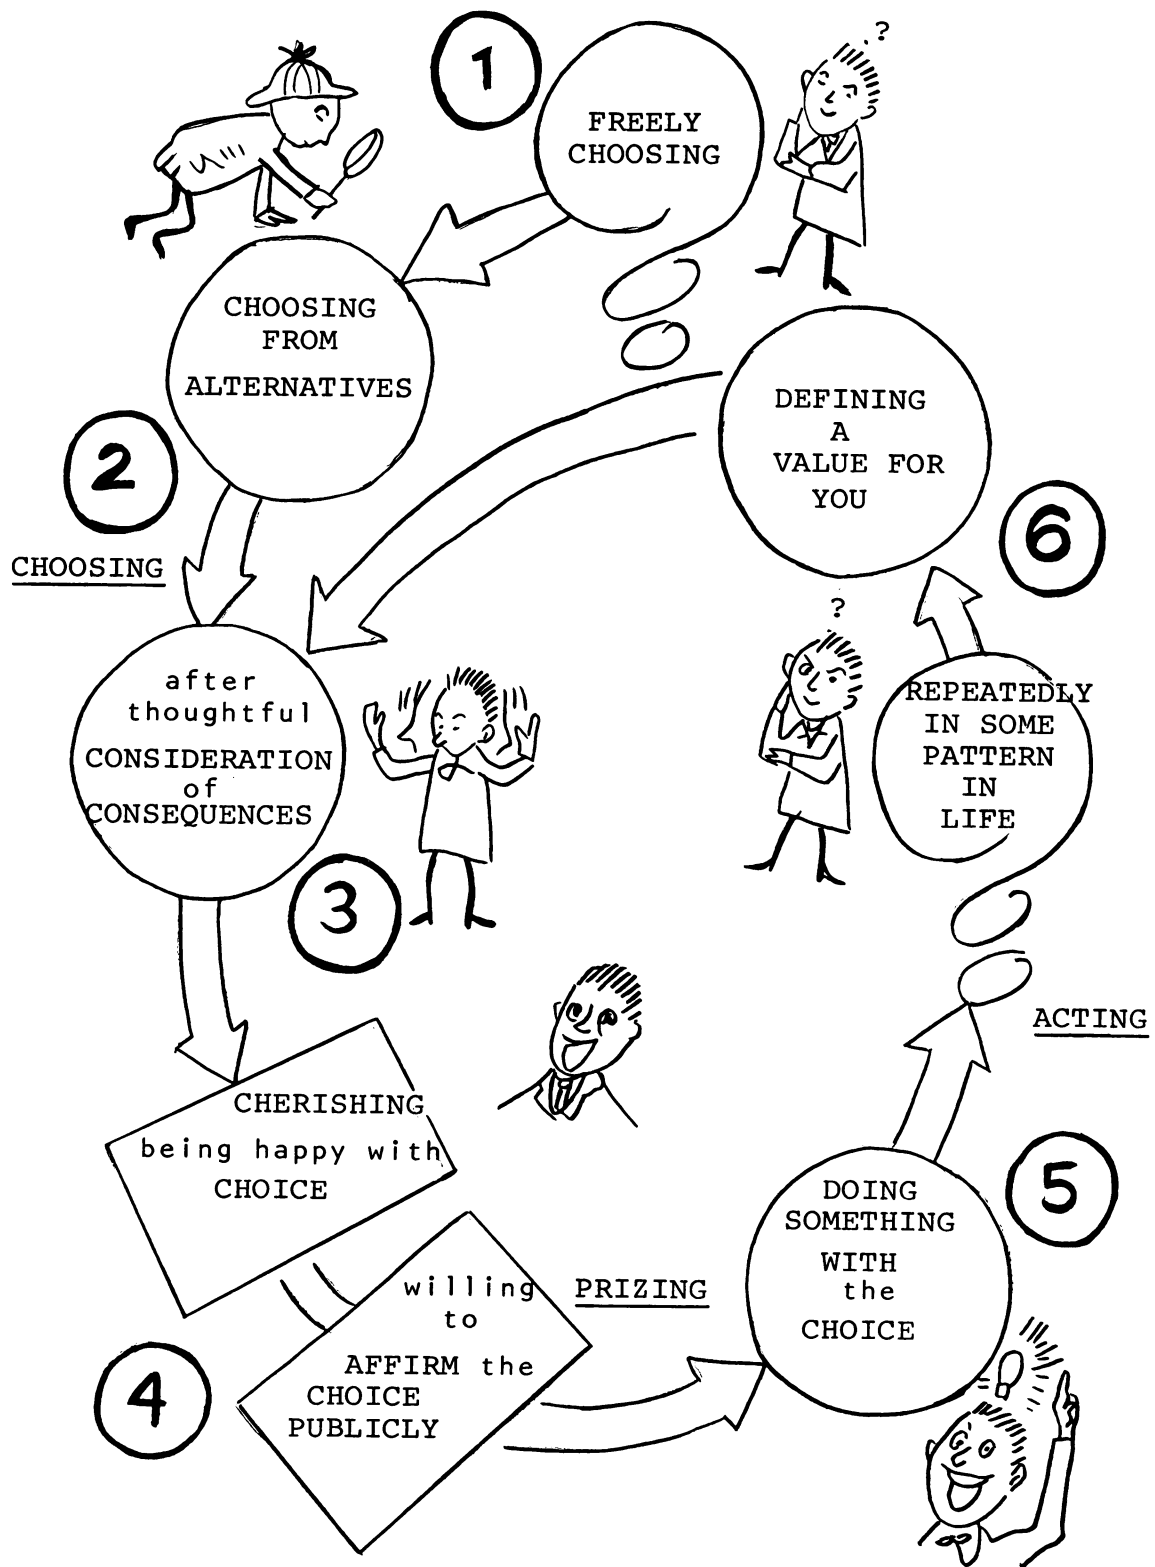 1
?
FREELY
CHOOSING
CHOOSING
FROM
ALTERNATIVES
2
CHOOSING
after
thoughtful
CONSIDERATION
of
CONSEQUENCES
3
CHERISHING
being happy with
CHOICE
willing
to
AFFIRM the
CHOICE
PUBLICLY
4
PRIZING
DOING
SOMETHING
WITH
the
CHOICE
5
ACTING
REPEATEDLY
IN SOME
PATTERN
IN
LIFE
?
6
DEFINING
A
VALUE FOR
YOU